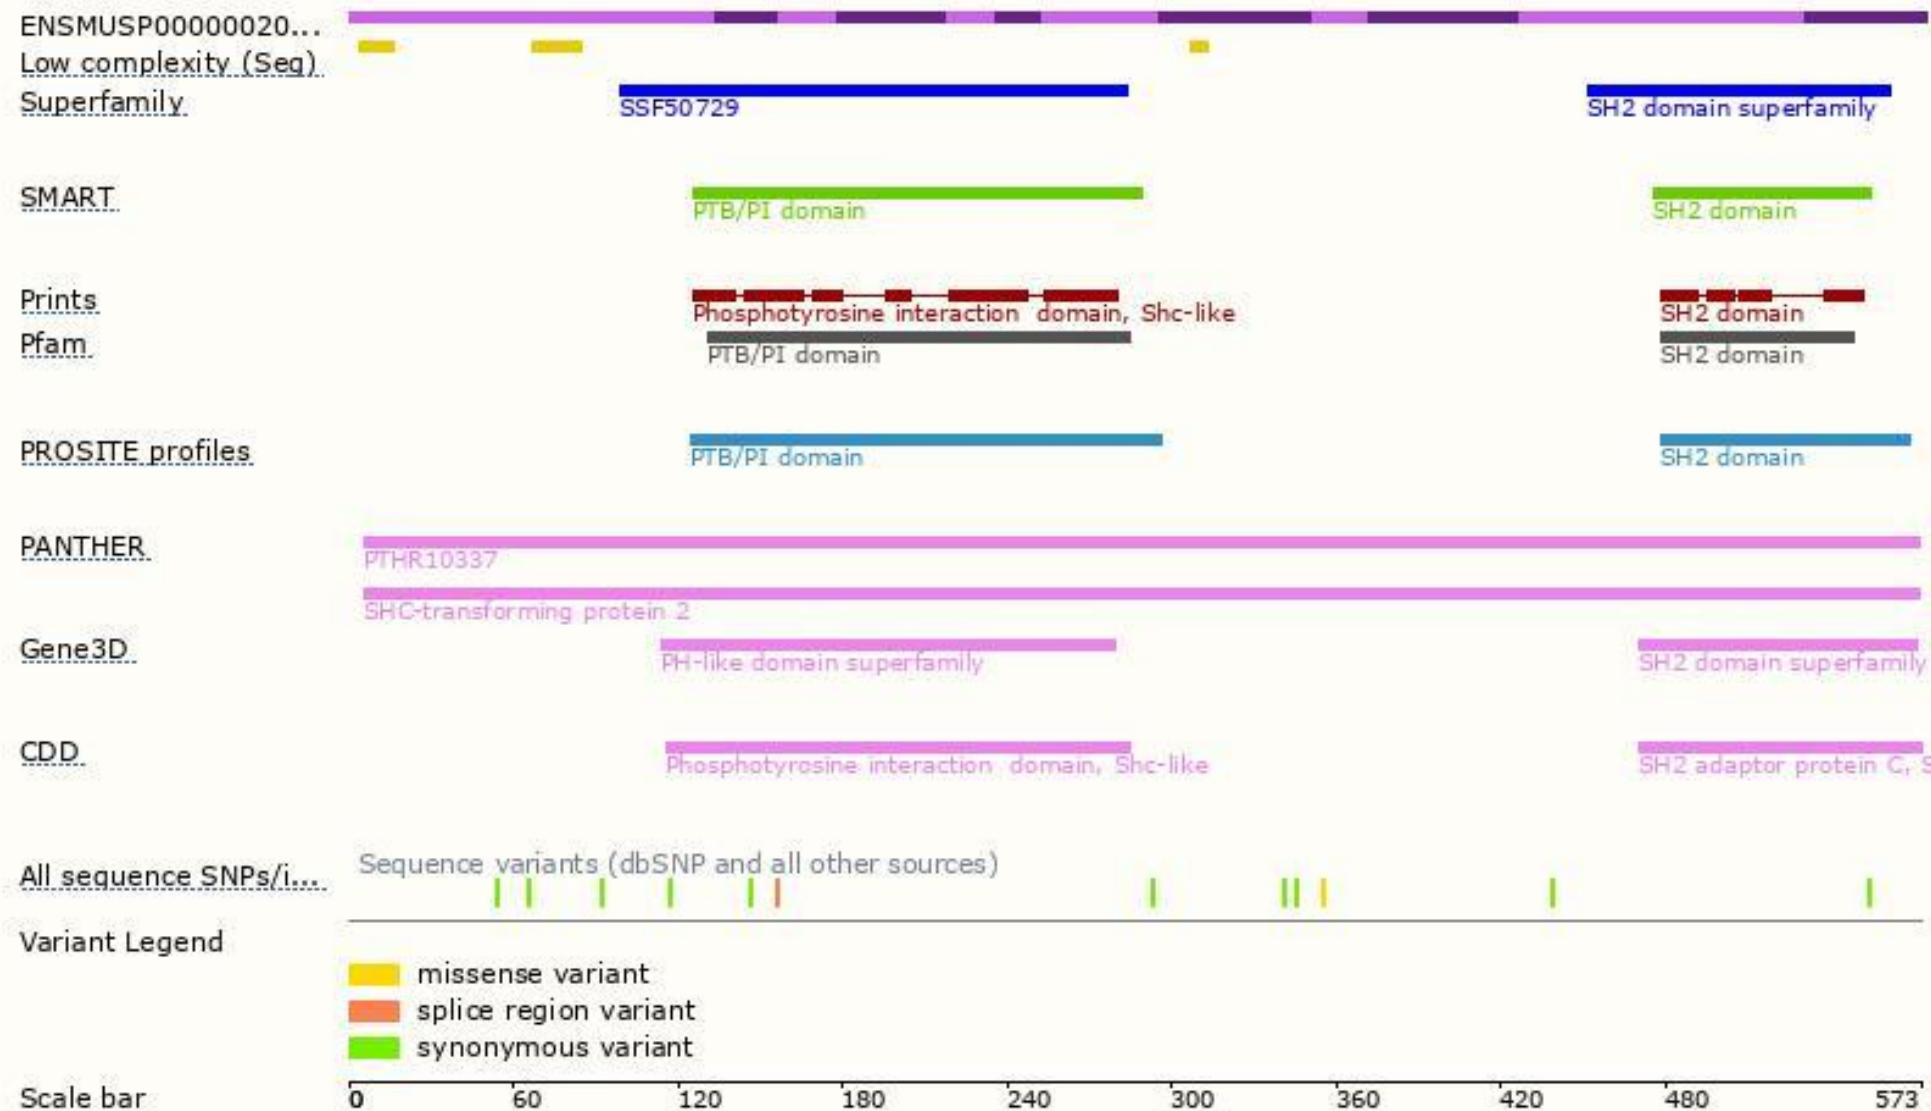 ENSMUSP00000020...
Low complexity (Seg)
Superfamily
SSF50729
SH2 domain superfamily
SMART
PTB/PI domain
SH2 domain
Prints
Phosphotyrosine interaction domain, Shc-like
SH2 domain
Pfam
PTB/PI domain
SH2 domain
PROSITE profiles
PTB/PI domain
SH2 domain
PANTHER
PTHR10337
SHC-transforming protein 2
Gene3D
PH-like domain superfamily
SH2 domain superfamily
CDD
Phosphotyrosine interaction domain, Shc-like
SH2 adaptor protein C, S
All sequence SNPs/i...
Sequence variants (dbSNP and all other sources)
Variant Legend
missense variant
splice region variant
synonymous variant
Scale bar
0 60 120 180 240 300 360 420 480 573